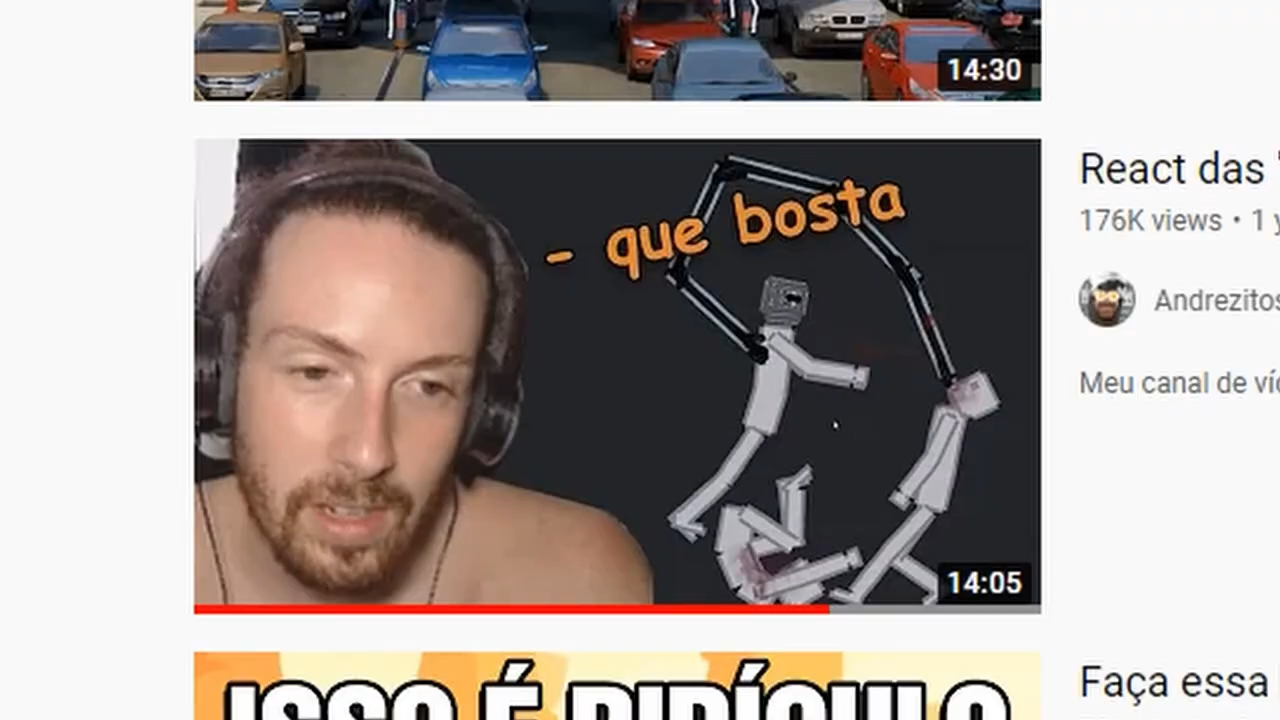 14:30
- que bosta
14:05
React das
176K views • 1 y
Andrezitos
Meu canal de ví
ISSO É RIDÍCULO
Faça essa